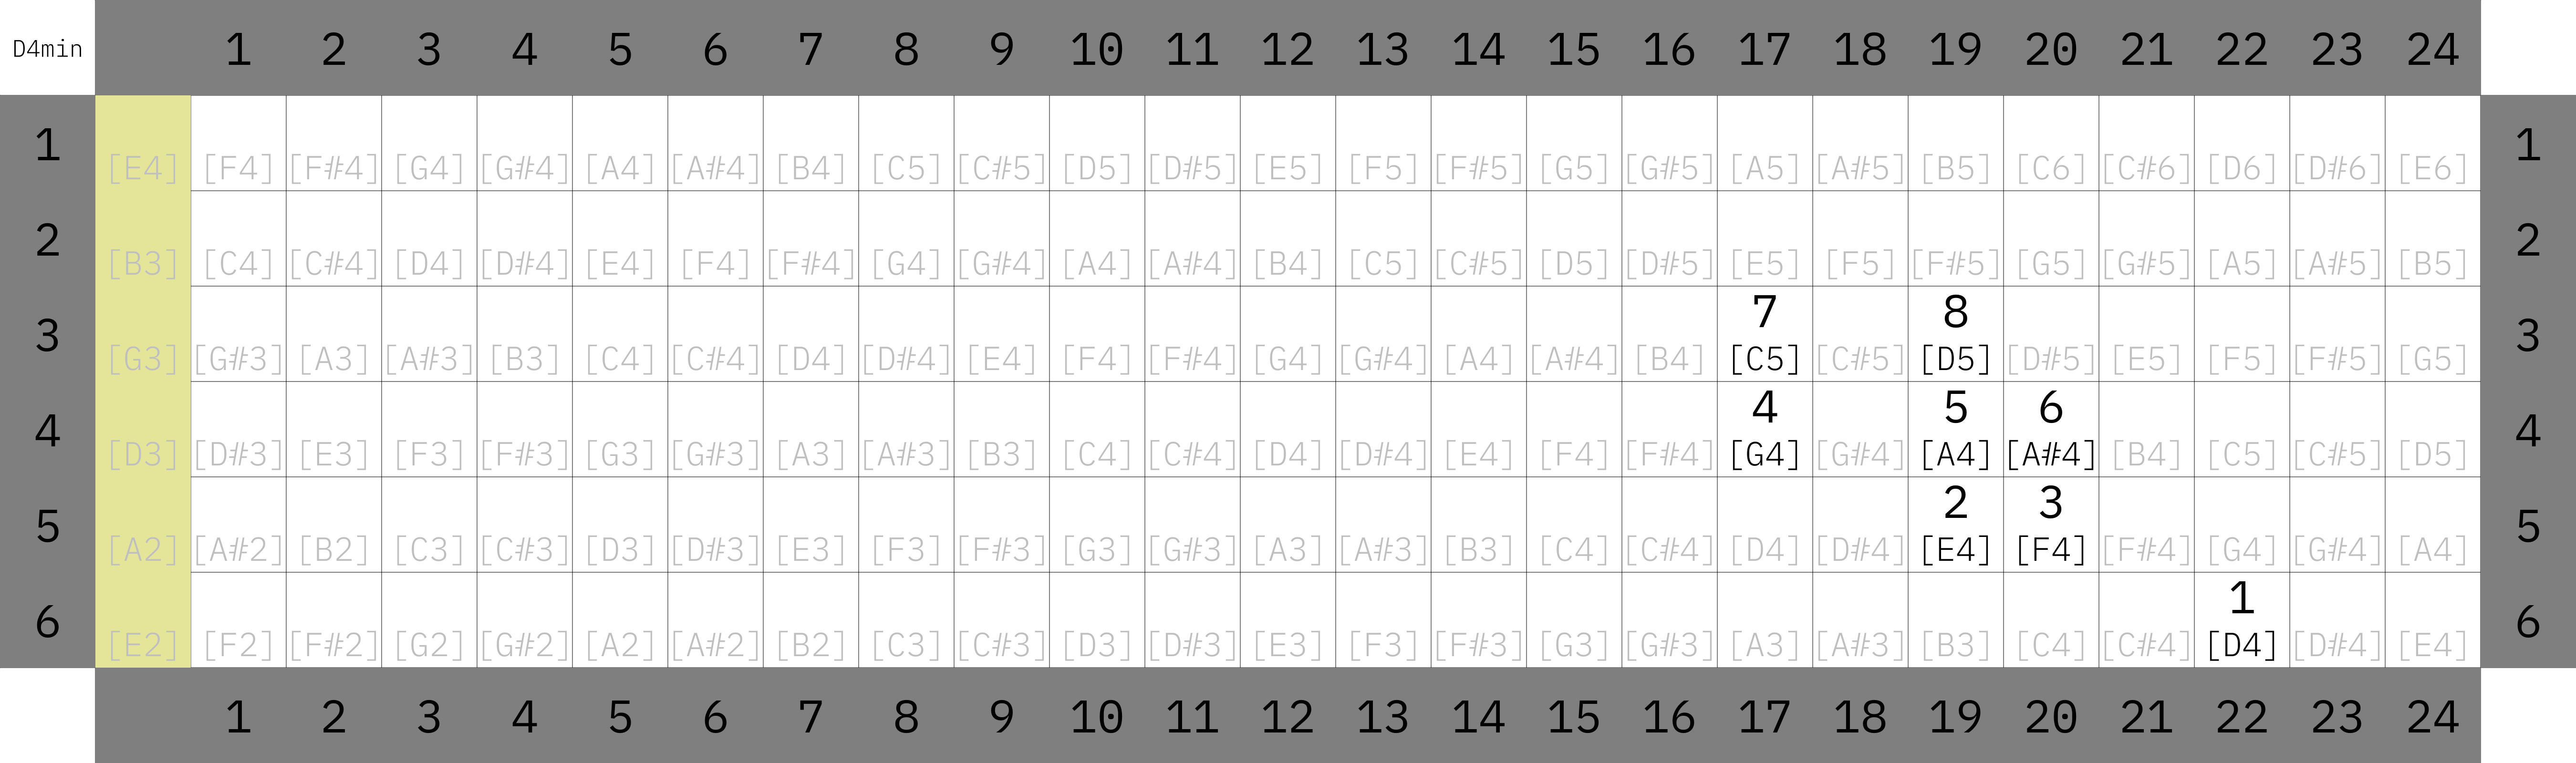 D4min 1 2 3 4 5 6 7 8 9 10 11 12 13 14 15 16 17 18 19 20 21 22 23 24
1 1
[E4] [F4] [F#4] [G4] [G#4] [A4] [A#4] [B4] [C5] [C#5] [D5] [D#5] [E5] [F5] [F#5] [G5] [G#5] [A5] [A#5] [B5] [C6] [C#6] [D6] [D#6] [E6]
2 2
[B3] [C4] [C#4] [D4] [D#4] [E4] [F4] [F#4] [G4] [G#4] [A4] [A#4] [B4] [C5] [C#5] [D5] [D#5] [E5] [F5] [F#5] [G5] [G#5] [A5] [A#5] [B5]
3 7 8 3
[G3] [G#3] [A3] [A#3] [B3] [C4] [C#4] [D4] [D#4] [E4] [F4] [F#4] [G4] [G#4] [A4] [A#4] [B4] [C5] [C#5] [D5] [D#5] [E5] [F5] [F#5] [G5]
4 4 5 6 4
[D3] [D#3] [E3] [F3] [F#3] [G3] [G#3] [A3] [A#3] [B3] [C4] [C#4] [D4] [D#4] [E4] [F4] [F#4] [G4] [G#4] [A4] [A#4] [B4] [C5] [C#5] [D5]
5 2 3 5
[A2] [A#2] [B2] [C3] [C#3] [D3] [D#3] [E3] [F3] [F#3] [G3] [G#3] [A3] [A#3] [B3] [C4] [C#4] [D4] [D#4] [E4] [F4] [F#4] [G4] [G#4] [A4]
6 1 6
[E2] [F2] [F#2] [G2] [G#2] [A2] [A#2] [B2] [C3] [C#3] [D3] [D#3] [E3] [F3] [F#3] [G3] [G#3] [A3] [A#3] [B3] [C4] [C#4] [D4] [D#4] [E4]
1 2 3 4 5 6 7 8 9 10 11 12 13 14 15 16 17 18 19 20 21 22 23 24